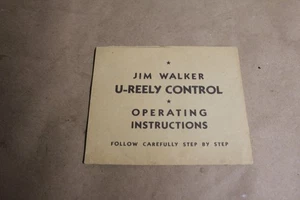 JIM WALKER
U-REELY CONTROL
OPERATING
INSTRUCTIONS
FOLLOW CAREFULLY STEP BY STEP